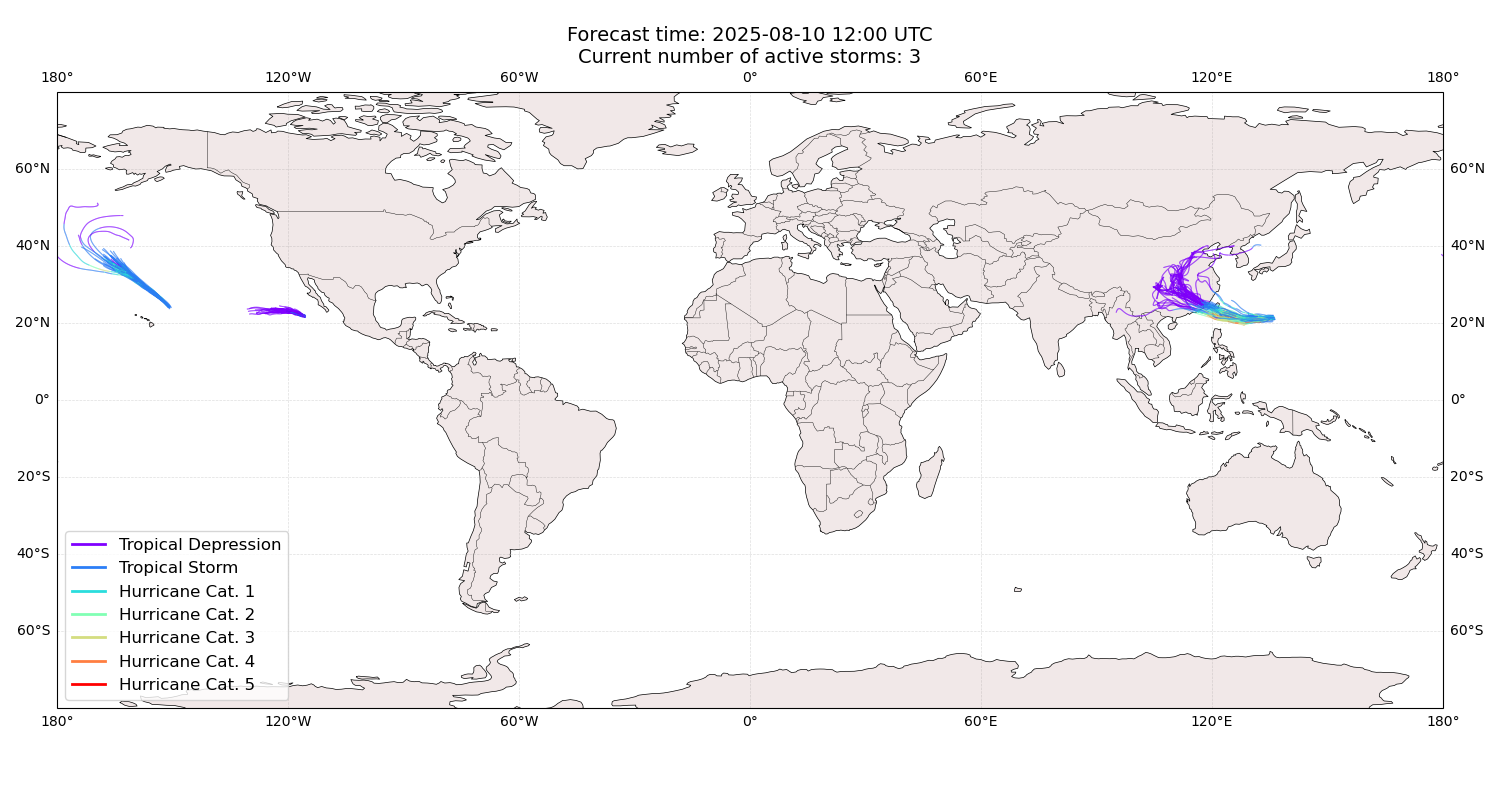 Forecast time: 2025-08-10 12:00 UTC
Current number of active storms: 3
180° 120°W 60°W 0° 60°E 120°E 180°
60°N 60°N
40°N 40°N
20°N 20°N
0° 0°
20°S 20°S
40°S 40°S
60°S 60°S
Tropical Depression
Tropical Storm
Hurricane Cat. 1
Hurricane Cat. 2
Hurricane Cat. 3
Hurricane Cat. 4
Hurricane Cat. 5
180° 120°W 60°W 0° 60°E 120°E 180°